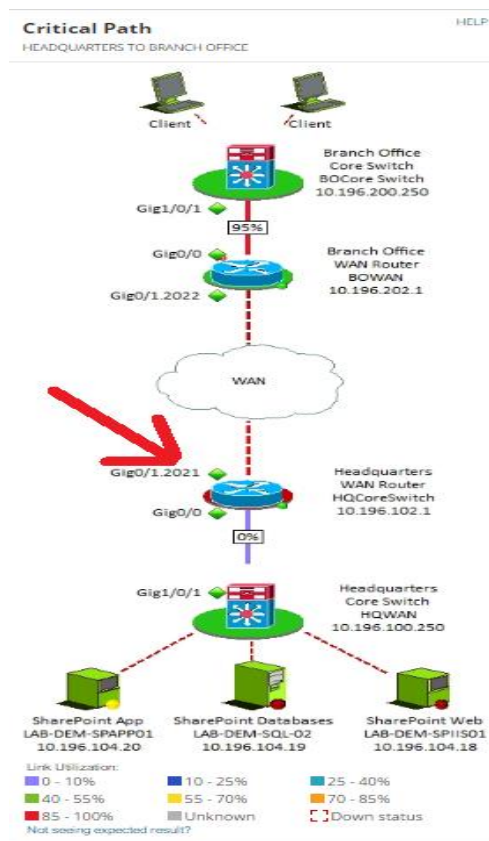 Critical Path
HELP
HEADQUARTERS TO BRANCH OFFICE
Client
Client
Branch Office
Core Switch
BOCore Switch
10.196.200.250
Gig1/0/1
95%
Gig0/0
Branch Office
WAN Router
BOWAN
10.196.202.1
Gig0/1.2022
WAN
Gig0/1.2021
Headquarters
WAN Router
HQCoreSwitch
10.196.102.1
Gig0/0
0%
Gig1/0/1
Headquarters
Core Switch
HQWAN
10.196.100.250
SharePoint App
LAB-DEM-SPAPP01
10.196.104.20
SharePoint Databases
LAB-DEM-SQL-02
10.196.104.19
SharePoint Web
LAB-DEM-SPIIS01
10.196.104.18
Link Utilization:
0 - 10%
10 - 25%
25 - 40%
40 - 55%
55 - 70%
70 - 85%
85 - 100%
Unknown
Down status
Not seeing expected result?